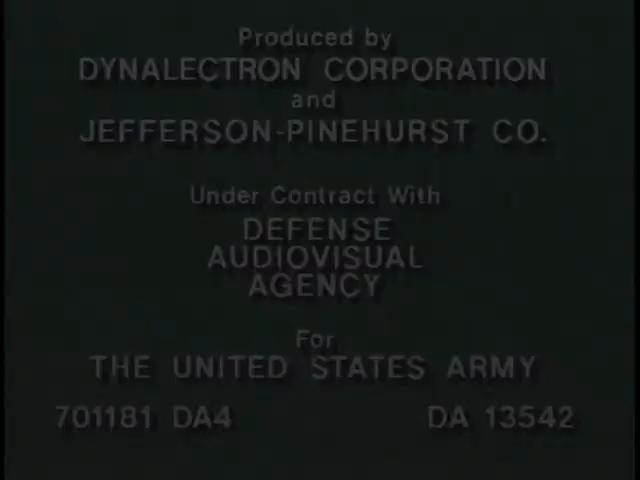 Produced by
DYNALECTRON CORPORATION
and
JEFFERSON-PINEHURST CO.
Under Contract With
DEFENSE
AUDIOVISUAL
AGENCY
For
THE UNITED STATES ARMY
701181 DA4 DA 13542